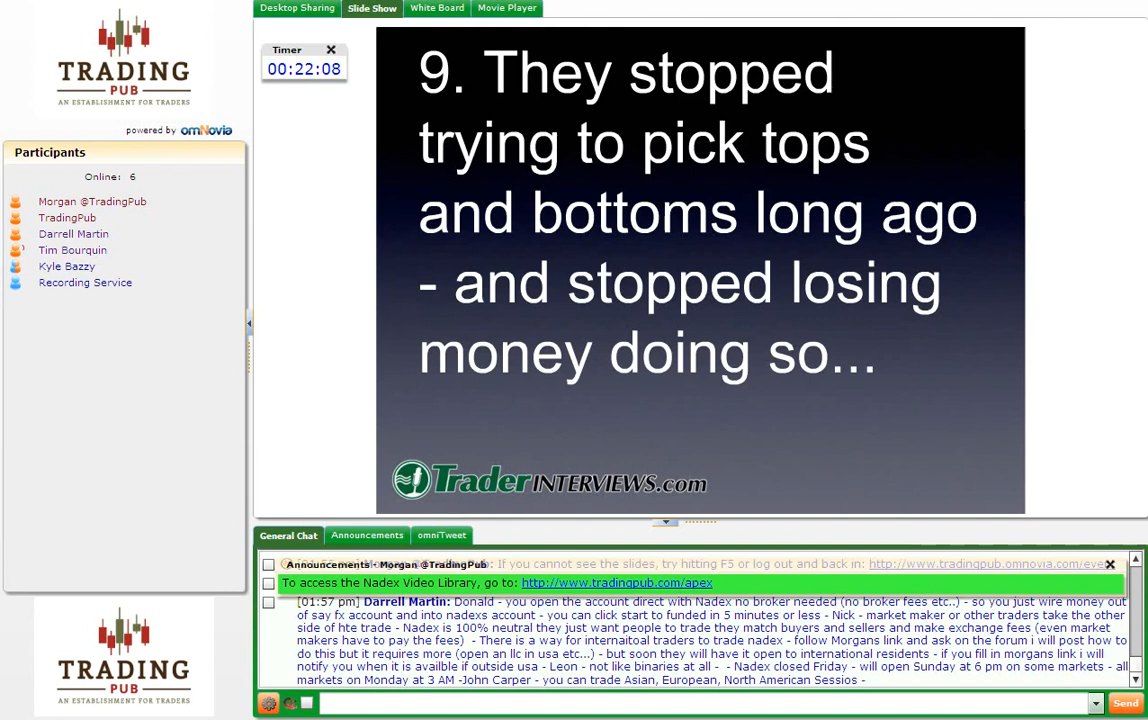 TRADING
PUB
AN ESTABLISHMENT FOR TRADERS
powered by omNovia
Participants
Online: 6
Morgan @TradingPub
TradingPub
Darrell Martin
Tim Bourquin
Kyle Bazzy
Recording Service
TRADING
PUB
AN ESTABLISHMENT FOR TRADERS
Desktop Sharing Slide Show White Board Movie Player
Timer
00:22:08
9. They stopped
trying to pick tops
and bottoms long ago
- and stopped losing
money doing so...
TraderINTERVIEWS.com
General Chat Announcements omniTweet
Announcements- Morgan @TradingPub If you cannot see the slides, try hitting F5 or log out and back in: http://www.tradingpub.omnovia.com/eve
To access the Nadex Video Library, go to: http://www.tradingpub.com/apex
[01:57 pm] Darrell Martin: Donald - you open the account direct with Nadex no broker needed (no broker fees etc..) - so you just wire money out
of say fx account and into nadexs account - you can click start to funded in 5 minutes or less - Nick - market maker or other traders take the other
side of hte trade - Nadex is 100% neutral they just want people to trade they match buyers and sellers and make exchange fees (even market
makers have to pay the fees) - There is a way for internaitoal traders to trade nadex - follow Morgans link and ask on the forum i will post how to
do this but it requires more (open an llc in usa etc...) - but soon they will have it open to international residents - if you fill in morgans link i will
notify you when it is availble if outside usa - Leon - not like binaries at all - - Nadex closed Friday - will open Sunday at 6 pm on some markets - all
markets on Monday at 3 AM -John Carper - you can trade Asian, European, North American Sessios -
Send